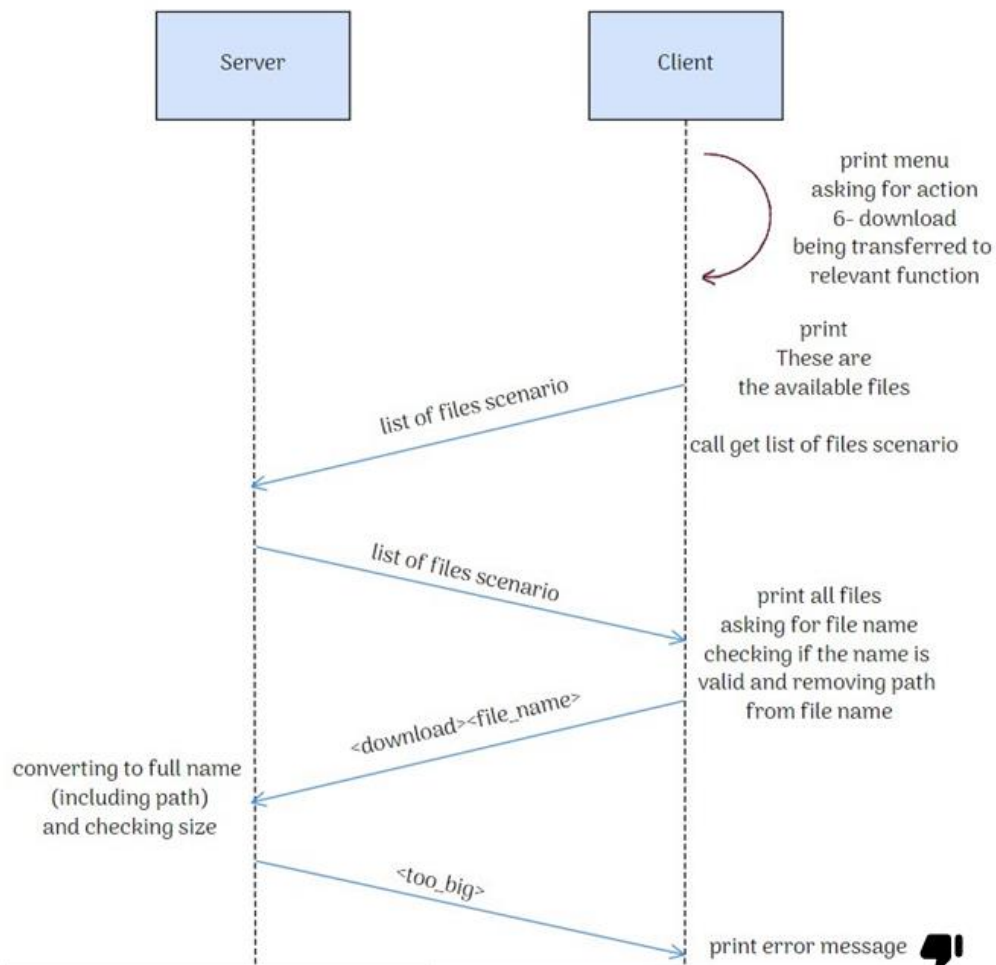 Server
Client
print menu
asking for action
6- download
being transferred to
relevant function
print
These are
the available files
list of files scenario
call get list of files scenario
list of files scenario
print all files
asking for file name
checking if the name is
valid and removing path
from file name
<download><file_name>
converting to full name
(including path)
and checking size
<too_big>
print error message